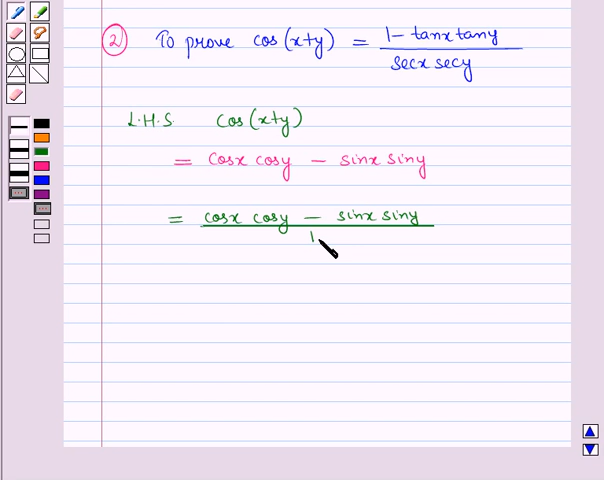 2 To prove cos(x+y) = 1 - tanx tany / secx secy
L.H.S cos(x+y)
= cosx cosy - sinx siny
= cosx cosy - sinx siny / 1